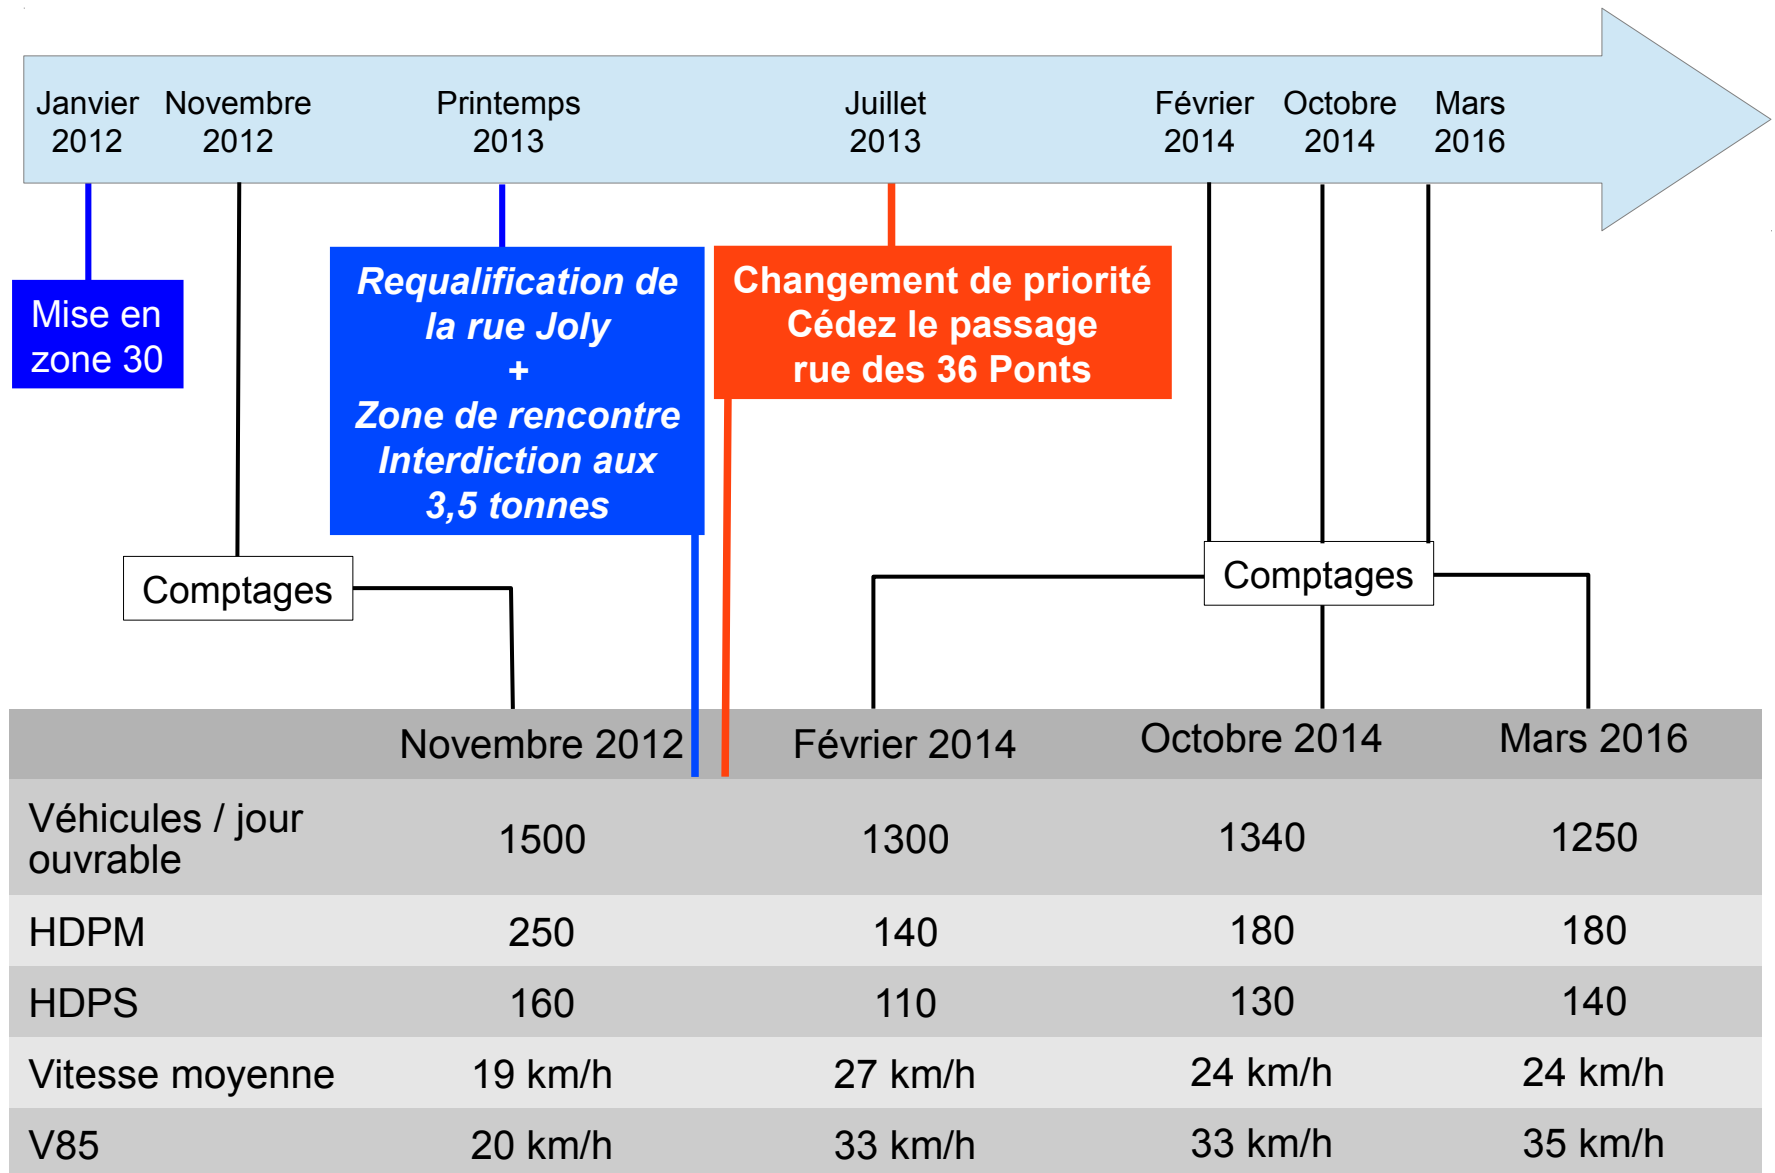 Janvier Novembre Printemps Juillet Février Octobre Mars
2012 2012 2013 2013 2014 2014 2016
Mise en
zone 30
Requalification de
la rue Joly
+
Zone de rencontre
Interdiction aux
3,5 tonnes
Changement de priorité
Cédez le passage
rue des 36 Ponts
Comptages
Comptages
Novembre 2012 Février 2014 Octobre 2014 Mars 2016
Véhicules / jour
ouvrable 1500 1300 1340 1250
HDPM 250 140 180 180
HDPS 160 110 130 140
Vitesse moyenne 19 km/h 27 km/h 24 km/h 24 km/h
V85 20 km/h 33 km/h 33 km/h 35 km/h